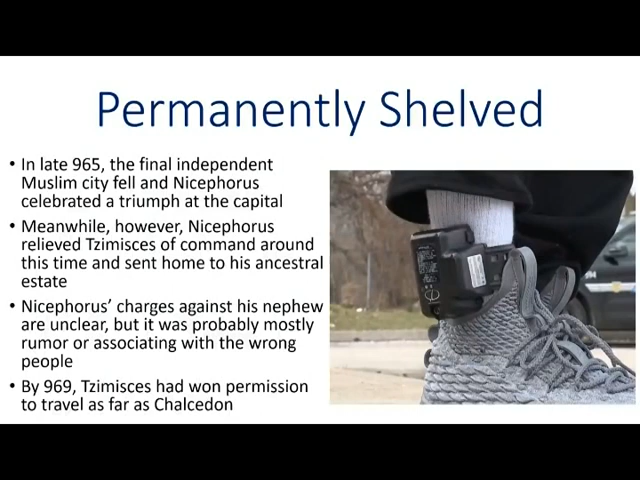 Permanently Shelved
• In late 965, the final independent
Muslim city fell and Nicephorus
celebrated a triumph at the capital
• Meanwhile, however, Nicephorus
relieved Tzimisces of command around
this time and sent home to his ancestral
estate
• Nicephorus’ charges against his nephew
are unclear, but it was probably mostly
rumor or associating with the wrong
people
• By 969, Tzimisces had won permission
to travel as far as Chalcedon